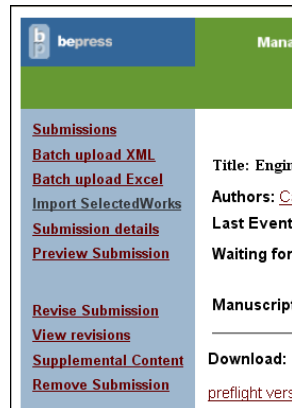 bepress
Mana
Submissions
Batch upload XML
Batch upload Excel
Import SelectedWorks
Submission details
Preview Submission
Revise Submission
View revisions
Supplemental Content
Remove Submission
Title: Engin
Authors: C
Last Event
Waiting for
Manuscript
Download:
preflight vers